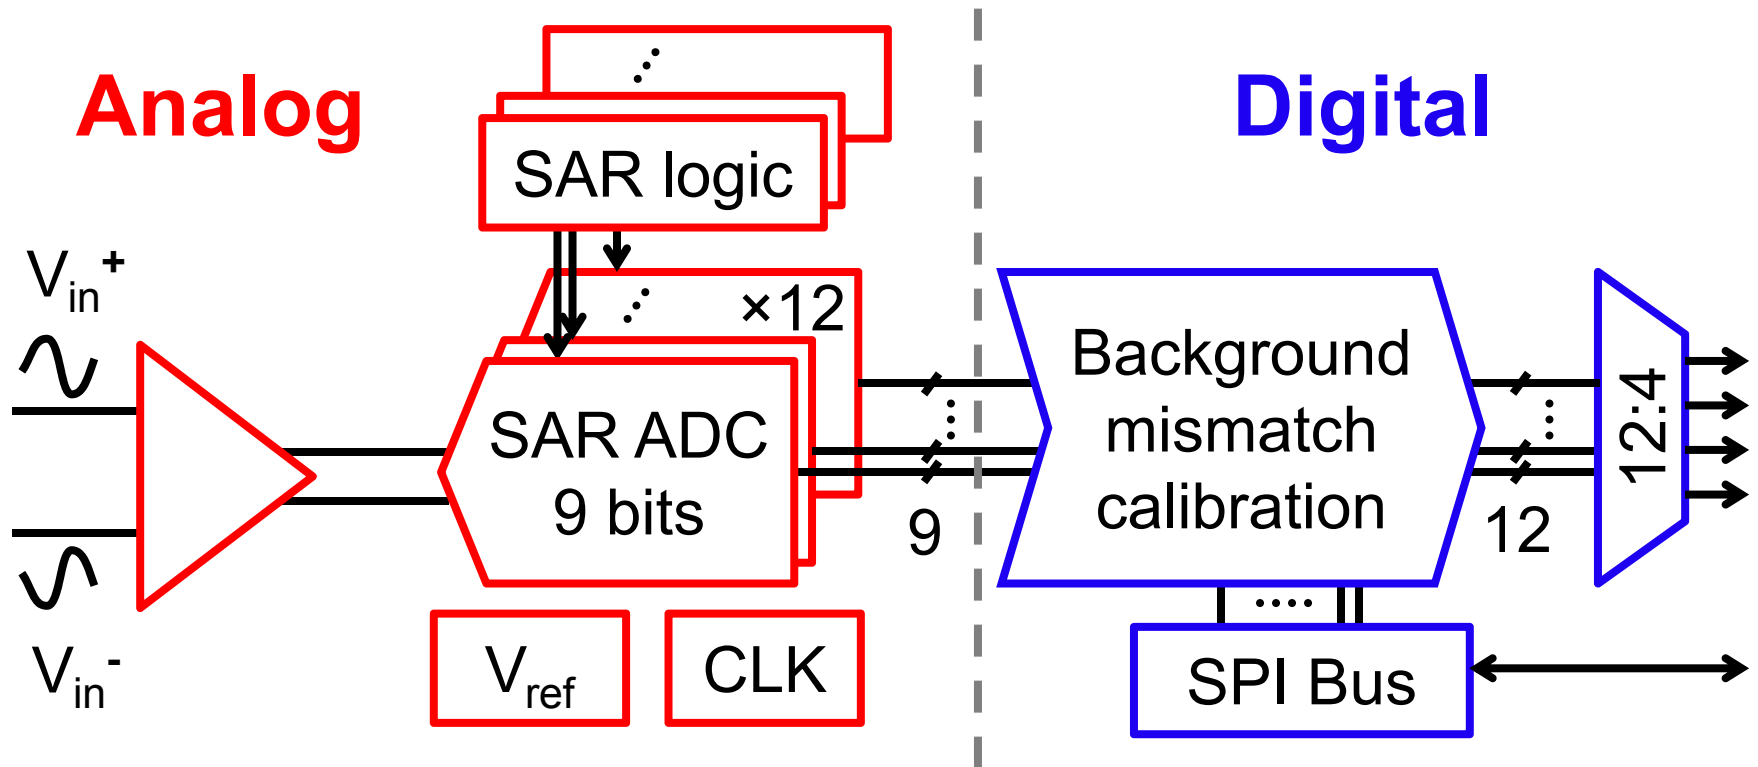 Analog
Digital
SAR logic
V_in^+
×12
SAR ADC
9 bits
Background
mismatch
calibration
12:4
9
12
V_in^-
V_ref
CLK
SPI Bus